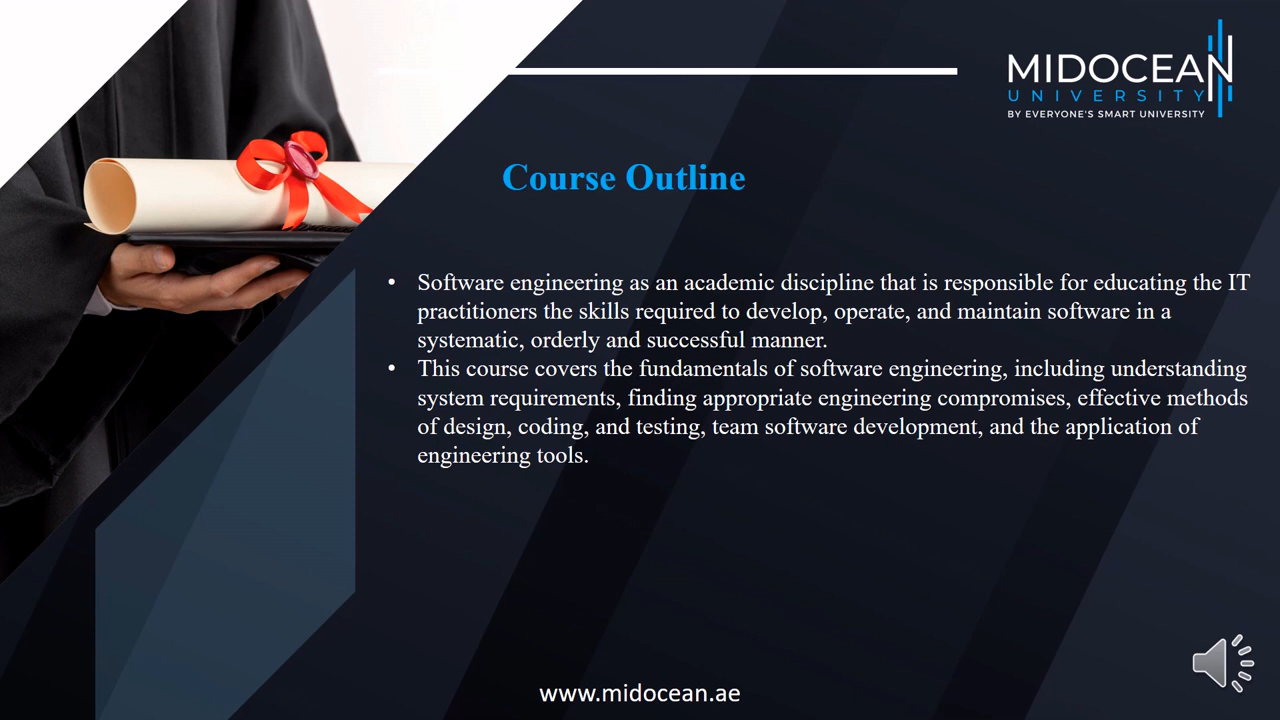 MIDOCEAN
UNIVERSITY
BY EVERYONE'S SMART UNIVERSITY
Course Outline
• Software engineering as an academic discipline that is responsible for educating the IT
practitioners the skills required to develop, operate, and maintain software in a
systematic, orderly and successful manner.
• This course covers the fundamentals of software engineering, including understanding
system requirements, finding appropriate engineering compromises, effective methods
of design, coding, and testing, team software development, and the application of
engineering tools.
www.midocean.ae